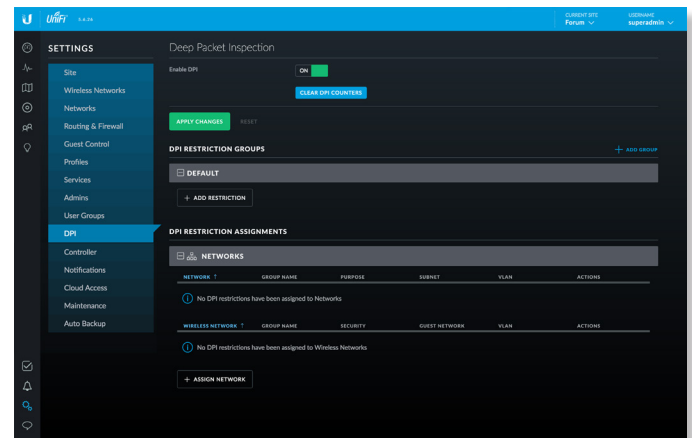 U UniFi 5.6.36
CURRENT SITE
Forum
USERNAME
superadmin
SETTINGS
Site
Wireless Networks
Networks
Routing & Firewall
Guest Control
Profiles
Services
Admins
User Groups
DPI
Controller
Notifications
Cloud Access
Maintenance
Auto Backup
Deep Packet Inspection
Enable DPI
ON
CLEAR DPI COUNTERS
APPLY CHANGES RESET
DPI RESTRICTION GROUPS
+ ADD GROUP
DEFAULT
+ ADD RESTRICTION
DPI RESTRICTION ASSIGNMENTS
NETWORKS
NETWORK ↑ GROUP NAME PURPOSE SUBNET VLAN ACTIONS
No DPI restrictions have been assigned to Networks
WIRELESS NETWORK ↑ GROUP NAME SECURITY GUEST NETWORK VLAN ACTIONS
No DPI restrictions have been assigned to Wireless Networks
+ ASSIGN NETWORK